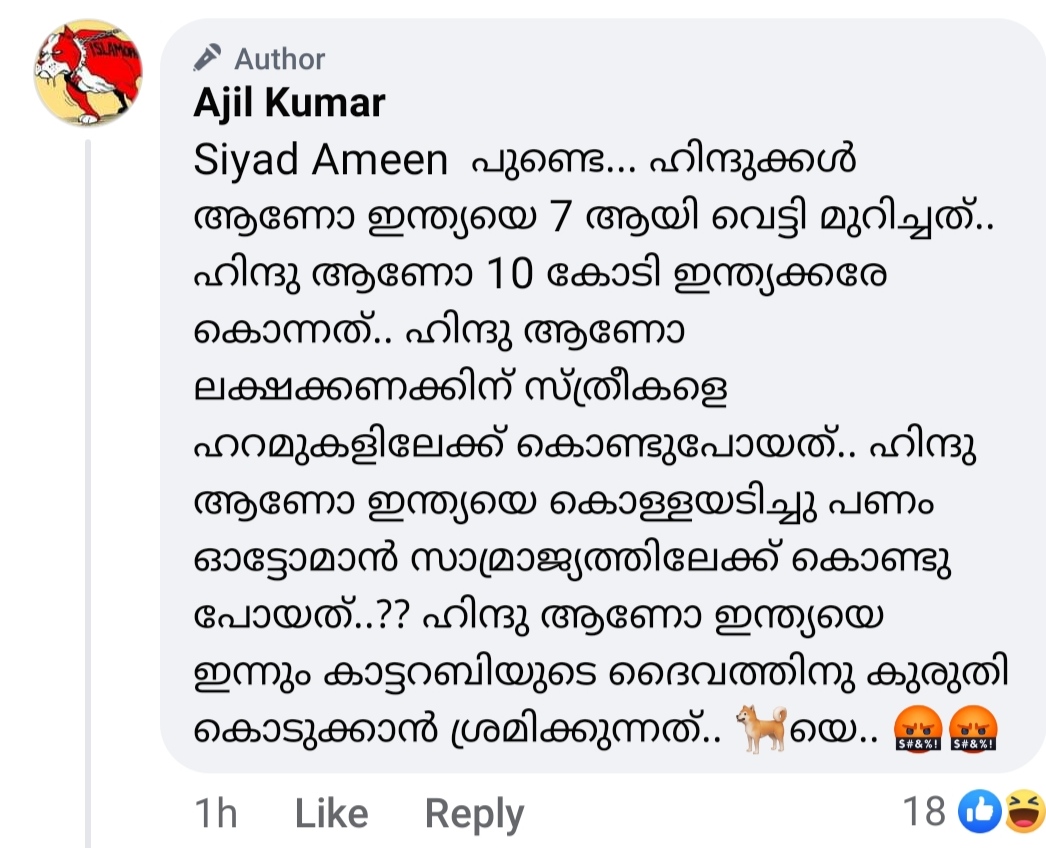 ISLAMOPH
Author
Ajil Kumar
Siyad Ameen പുണ്ടെ... ഹിന്ദുക്കൾ
ആണോ ഇന്ത്യയെ 7 ആയി വെട്ടി മുറിച്ചത്..
ഹിന്ദു ആണോ 10 കോടി ഇന്ത്യക്കരേ
കൊന്നത്.. ഹിന്ദു ആണോ
ലക്ഷക്കണക്കിന് സ്ത്രീകളെ
ഹറമുകളിലേക്ക് കൊണ്ടുപോയത്.. ഹിന്ദു
ആണോ ഇന്ത്യയെ കൊള്ളയടിച്ചു പണം
ഓട്ടോമാൻ സാമ്രാജ്യത്തിലേക്ക് കൊണ്ടു
പോയത്..?? ഹിന്ദു ആണോ ഇന്ത്യയെ
ഇന്നും കാട്ടറബിയുടെ ദൈവത്തിനു കുരുതി
കൊടുക്കാൻ ശ്രമിക്കുന്നത്.. 🐕യെ.. 🤬🤬
1h Like Reply 18